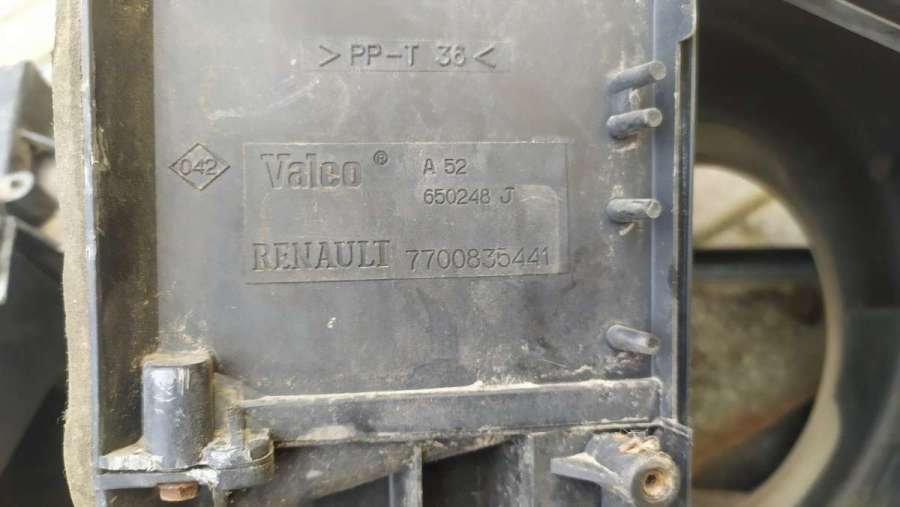 >PP-T 36<
042
Valeo® A 52
650248 J
RENAULT 7700835441